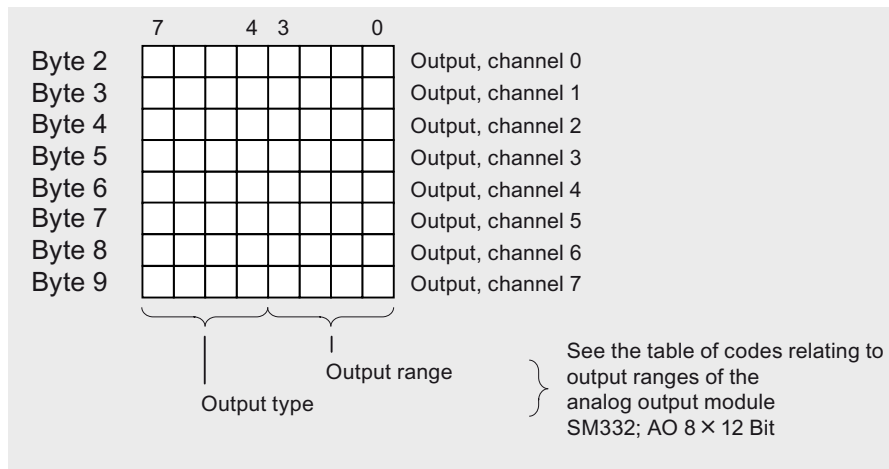 7 4 3 0
Byte 2 Output, channel 0
Byte 3 Output, channel 1
Byte 4 Output, channel 2
Byte 5 Output, channel 3
Byte 6 Output, channel 4
Byte 7 Output, channel 5
Byte 8 Output, channel 6
Byte 9 Output, channel 7
Output range
Output type
See the table of codes relating to
output ranges of the
analog output module
SM332; AO 8 × 12 Bit